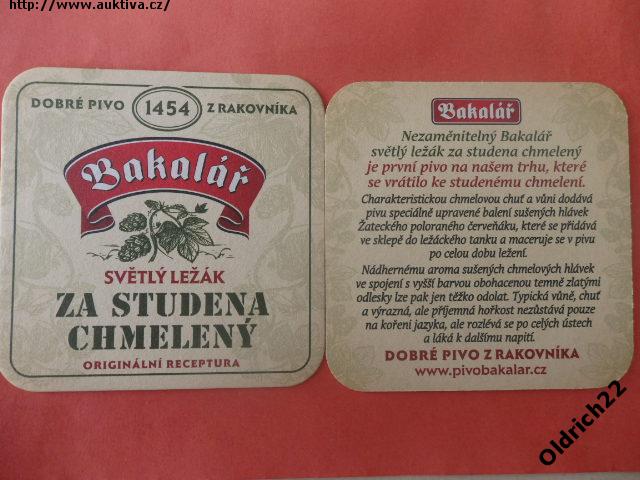 http://www.auktiva.cz/
DOBRÉ PIVO 1454 Z RAKOVNÍKA
Bakalář
SVĚTLÝ LEŽÁK
ZA STUDENA
CHMELENÝ
ORIGINÁLNÍ RECEPTURA
Bakalář
Nezaměnitelný Bakalář
světlý ležák za studena chmelený
je první pivo na našem trhu, které
se vrátilo ke studenému chmelení.
Charakteristickou chmelovou chuť a vůni dodává
pivu speciálně upravené balení sušených hlávek
Žateckého poloraného červeňáku, které se přidává
ve sklepě do ležáckého tanku a maceruje se v pivu
po celou dobu ležení.
Nádhernému aroma sušených chmelových hlávek
ve spojení s vyšší barvou obohacenou temně zlatými
odlesky lze pak jen těžko odolat. Typická vůně, chuť
a výrazná, ale příjemná hořkost nezůstává pouze
na kořeni jazyka, ale rozlévá se po celých ústech
a láká k dalšímu napití.
DOBRÉ PIVO Z RAKOVNÍKA
www.pivobakalar.cz
Oldrich22